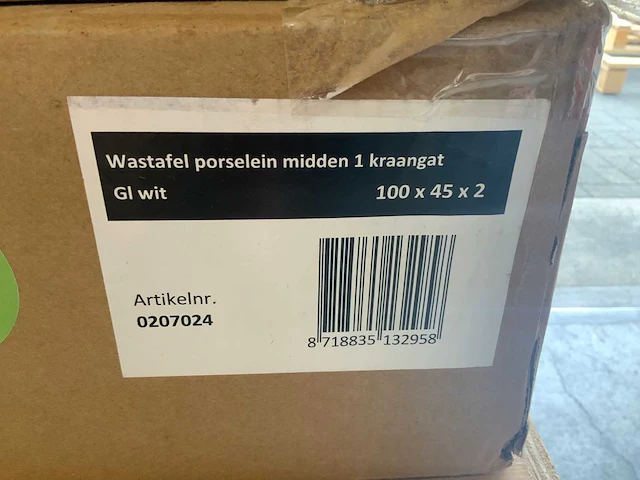 Wastafel porselein midden 1 kraangat
Gl wit 100 x 45 x 2
Artikelnr.
0207024
8 718835 132958